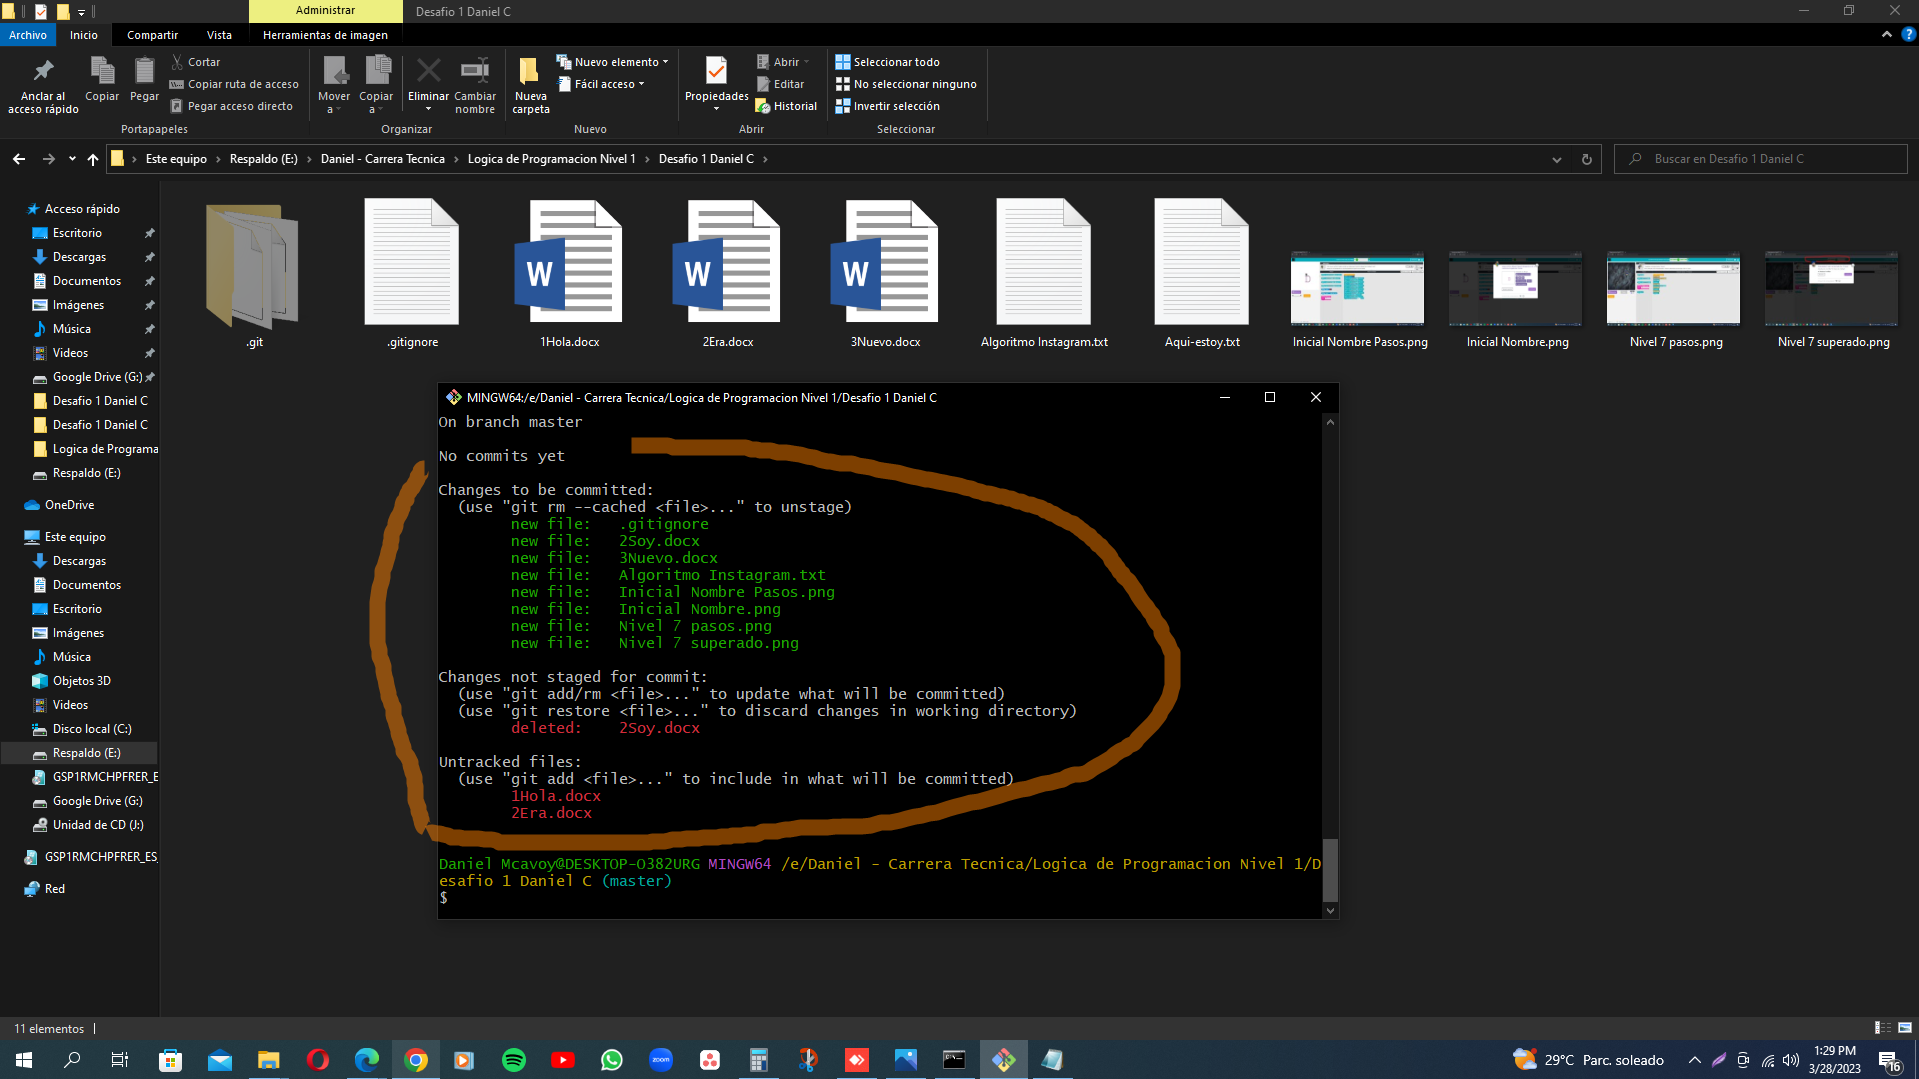 Administrar
Desafio 1 Daniel C
Archivo
Inicio
Compartir
Vista
Herramientas de imagen
Anclar al
acceso rápido
Copiar
Pegar
Cortar
Copiar ruta de acceso
Pegar acceso directo
Portapapeles
Mover
a
Copiar
a
Eliminar
Cambiar
nombre
Organizar
Nueva
carpeta
Nuevo elemento
Fácil acceso
Nuevo
Propiedades
Abrir
Editar
Historial
Abrir
Seleccionar todo
No seleccionar ninguno
Invertir selección
Seleccionar
Este equipo > Respaldo (E:) > Daniel - Carrera Tecnica > Logica de Programacion Nivel 1 > Desafio 1 Daniel C >
Buscar en Desafio 1 Daniel C
Acceso rápido
Escritorio
Descargas
Documentos
Imágenes
Música
Videos
Google Drive (G:)
Desafio 1 Daniel C
Desafio 1 Daniel C
Logica de Programa
Respaldo (E:)
OneDrive
Este equipo
Descargas
Documentos
Escritorio
Imágenes
Música
Objetos 3D
Videos
Disco local (C:)
Respaldo (E:)
GSP1RMCHPFRER_E
Google Drive (G:)
Unidad de CD (J:)
GSP1RMCHPFRER_ES_
Red
.git
.gitignore
W
1Hola.docx
W
2Era.docx
W
3Nuevo.docx
Algoritmo Instagram.txt
Aqui-estoy.txt
Inicial Nombre Pasos.png
Inicial Nombre.png
Nivel 7 pasos.png
Nivel 7 superado.png
MINGW64:/e/Daniel - Carrera Tecnica/Logica de Programacion Nivel 1/Desafio 1 Daniel C
On branch master
No commits yet
Changes to be committed:
(use "git rm --cached <file>..." to unstage)
new file: .gitignore
new file: 2Soy.docx
new file: 3Nuevo.docx
new file: Algoritmo Instagram.txt
new file: Inicial Nombre Pasos.png
new file: Inicial Nombre.png
new file: Nivel 7 pasos.png
new file: Nivel 7 superado.png
Changes not staged for commit:
(use "git add/rm <file>..." to update what will be committed)
(use "git restore <file>..." to discard changes in working directory)
deleted: 2Soy.docx
Untracked files:
(use "git add <file>..." to include in what will be committed)
1Hola.docx
2Era.docx
Daniel Mcavoy@DESKTOP-O382URG MINGW64 /e/Daniel - Carrera Tecnica/Logica de Programacion Nivel 1/D
esafio 1 Daniel C (master)
$
11 elementos
zoom
29°C Parc. soleado
1:29 PM
3/28/2023
16